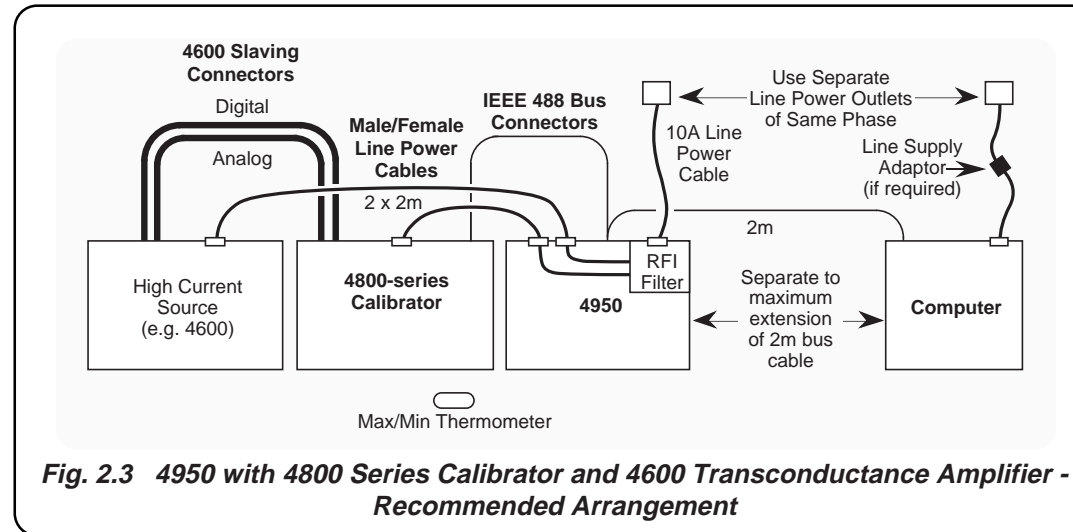 4600 Slaving
Connectors
Digital
Analog
Male/Female
Line Power
Cables
2 x 2m
IEEE 488 Bus
Connectors
10A Line
Power
Cable
Use Separate
Line Power Outlets
of Same Phase
Line Supply
Adaptor
(if required)
2m
High Current
Source
(e.g. 4600)
4800-series
Calibrator
4950
RFI
Filter
Separate to
maximum
extension
of 2m bus
cable
Computer
Max/Min Thermometer
Fig. 2.3 4950 with 4800 Series Calibrator and 4600 Transconductance Amplifier -
Recommended Arrangement